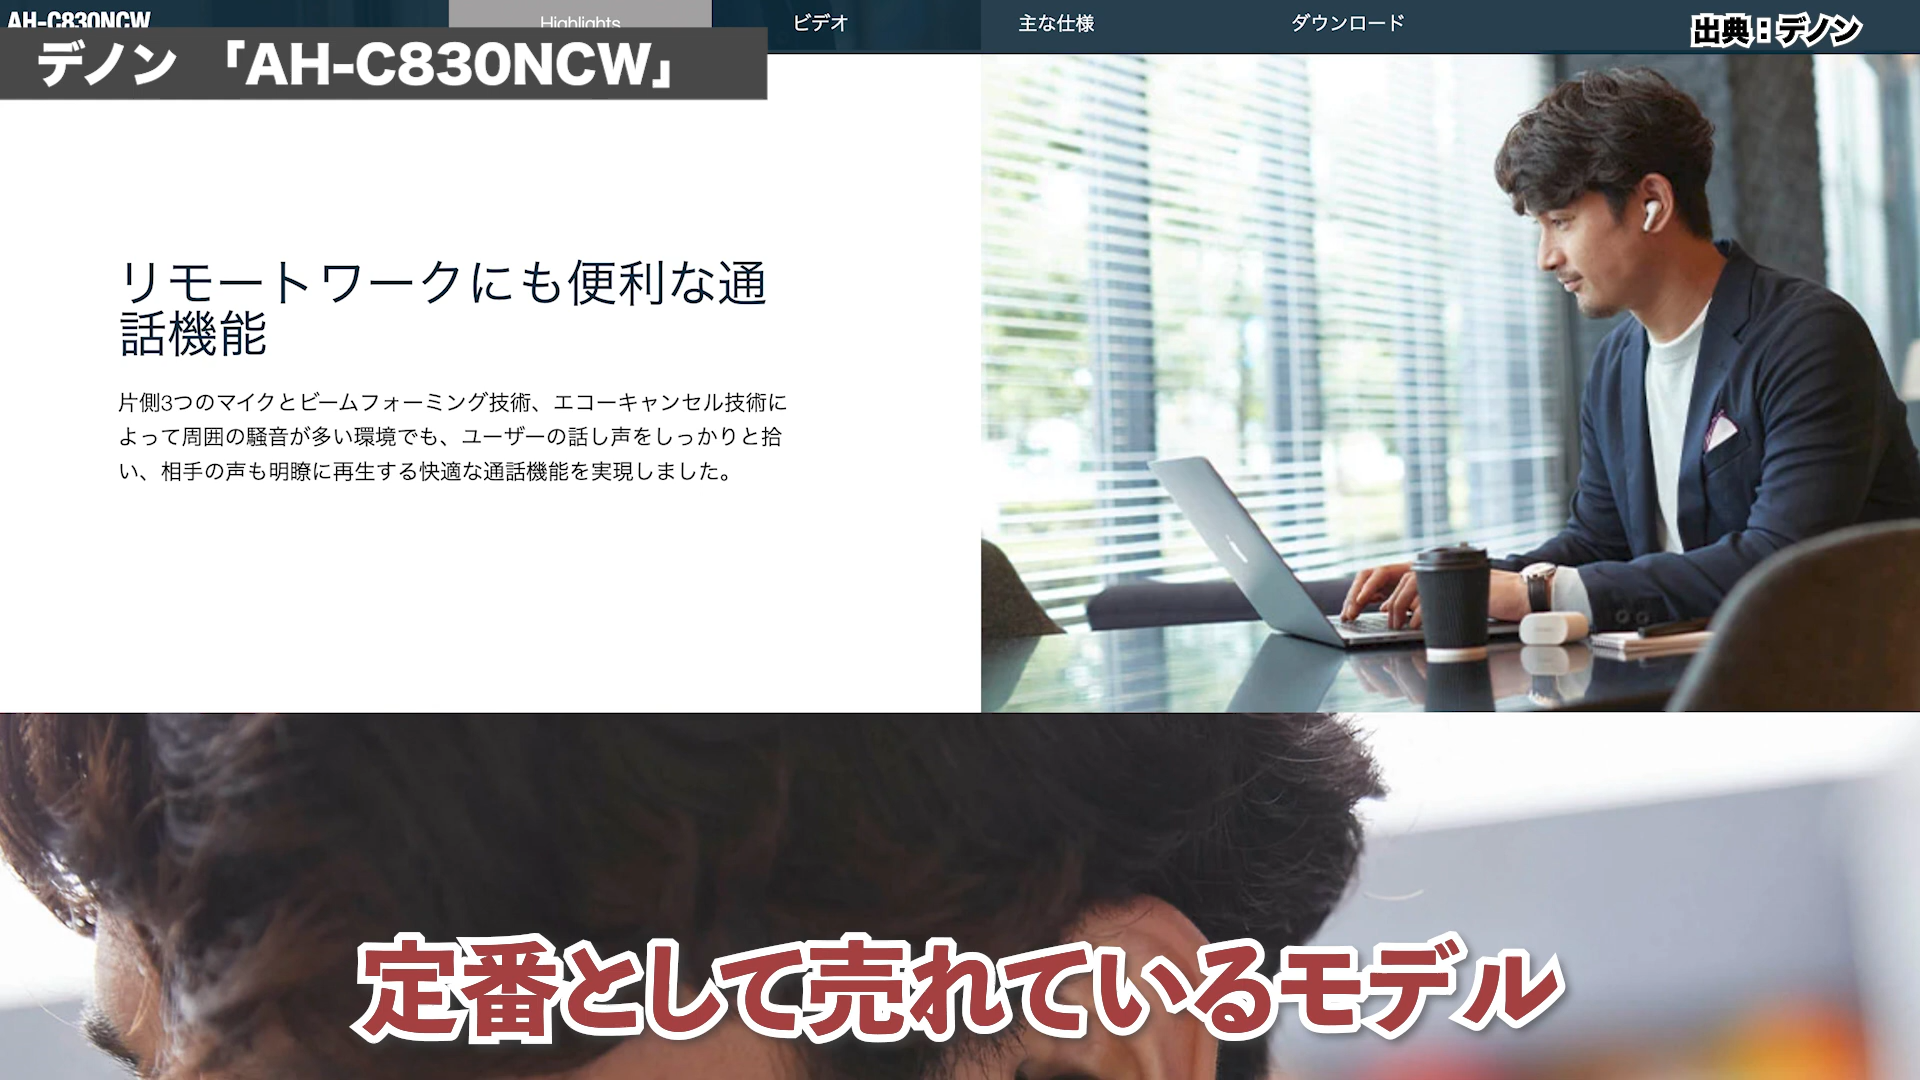 AH-C830NCW
Highlights
ビデオ
主な仕様
ダウンロード
出典：デノン
デノン 「AH-C830NCW」
リモートワークにも便利な通
話機能
片側3つのマイクとビームフォーミング技術、エコーキャンセル技術に
よって周囲の騒音が多い環境でも、ユーザーの話し声をしっかりと拾
い、相手の声も明瞭に再生する快適な通話機能を実現しました。
定番として売れているモデル